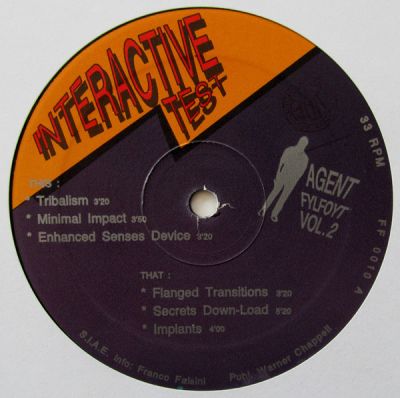 INTERACTIVE
TEST
THIS :
* Tribalism 3'20
* Minimal Impact 3'50
* Enhanced Senses Device 3'20
AGENT
FYLFOYT
VOL.2
33 RPM
FF 0010 A
THAT :
* Flanged Transitions 3'20
* Secrets Down-Load 5'20
* Implants 4'00
S.I.A.E. Info: Franco Falsini
Publ. Warner Chappell